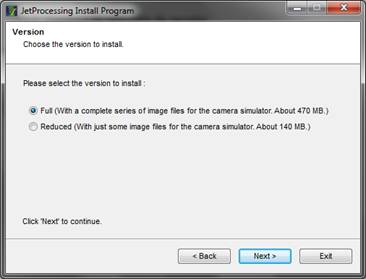 JetProcessing Install Program
Version
Choose the version to install.
Please select the version to install :
Full (With a complete series of image files for the camera simulator. About 470 MB.)
Reduced (With just some image files for the camera simulator. About 140 MB.)
Click 'Next' to continue.
< Back
Next >
Exit